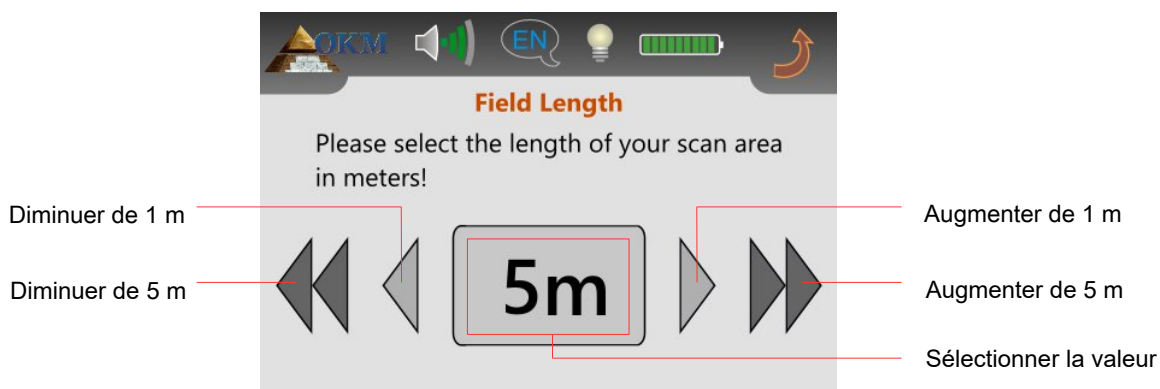 OKM
EN
Field Length
Please select the length of your scan area
in meters!
Diminuer de 1 m
Augmenter de 1 m
5m
Diminuer de 5 m
Augmenter de 5 m
Sélectionner la valeur